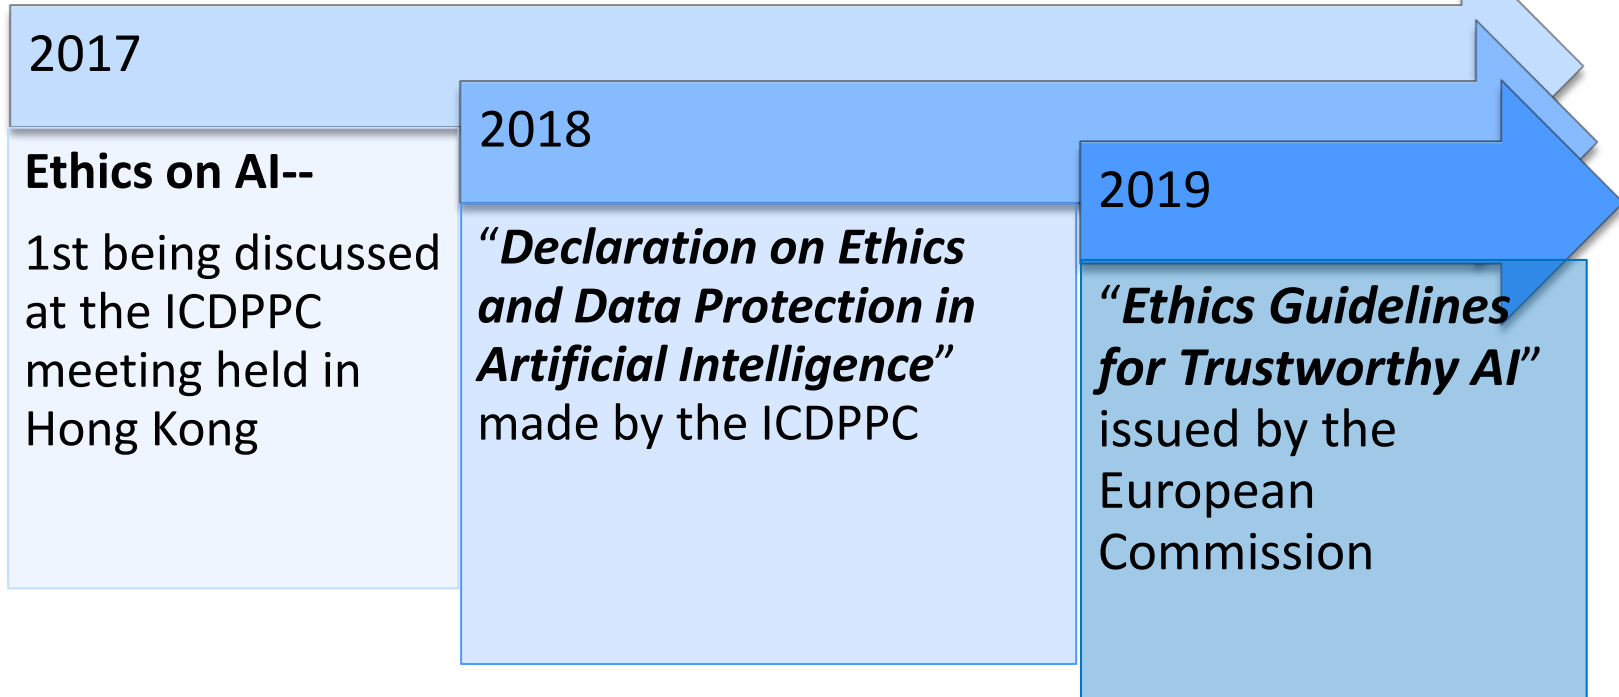 2017
Ethics on AI--
1st being discussed
at the ICDPPC
meeting held in
Hong Kong
2018
“Declaration on Ethics
and Data Protection in
Artificial Intelligence”
made by the ICDPPC
2019
“Ethics Guidelines
for Trustworthy AI”
issued by the
European
Commission